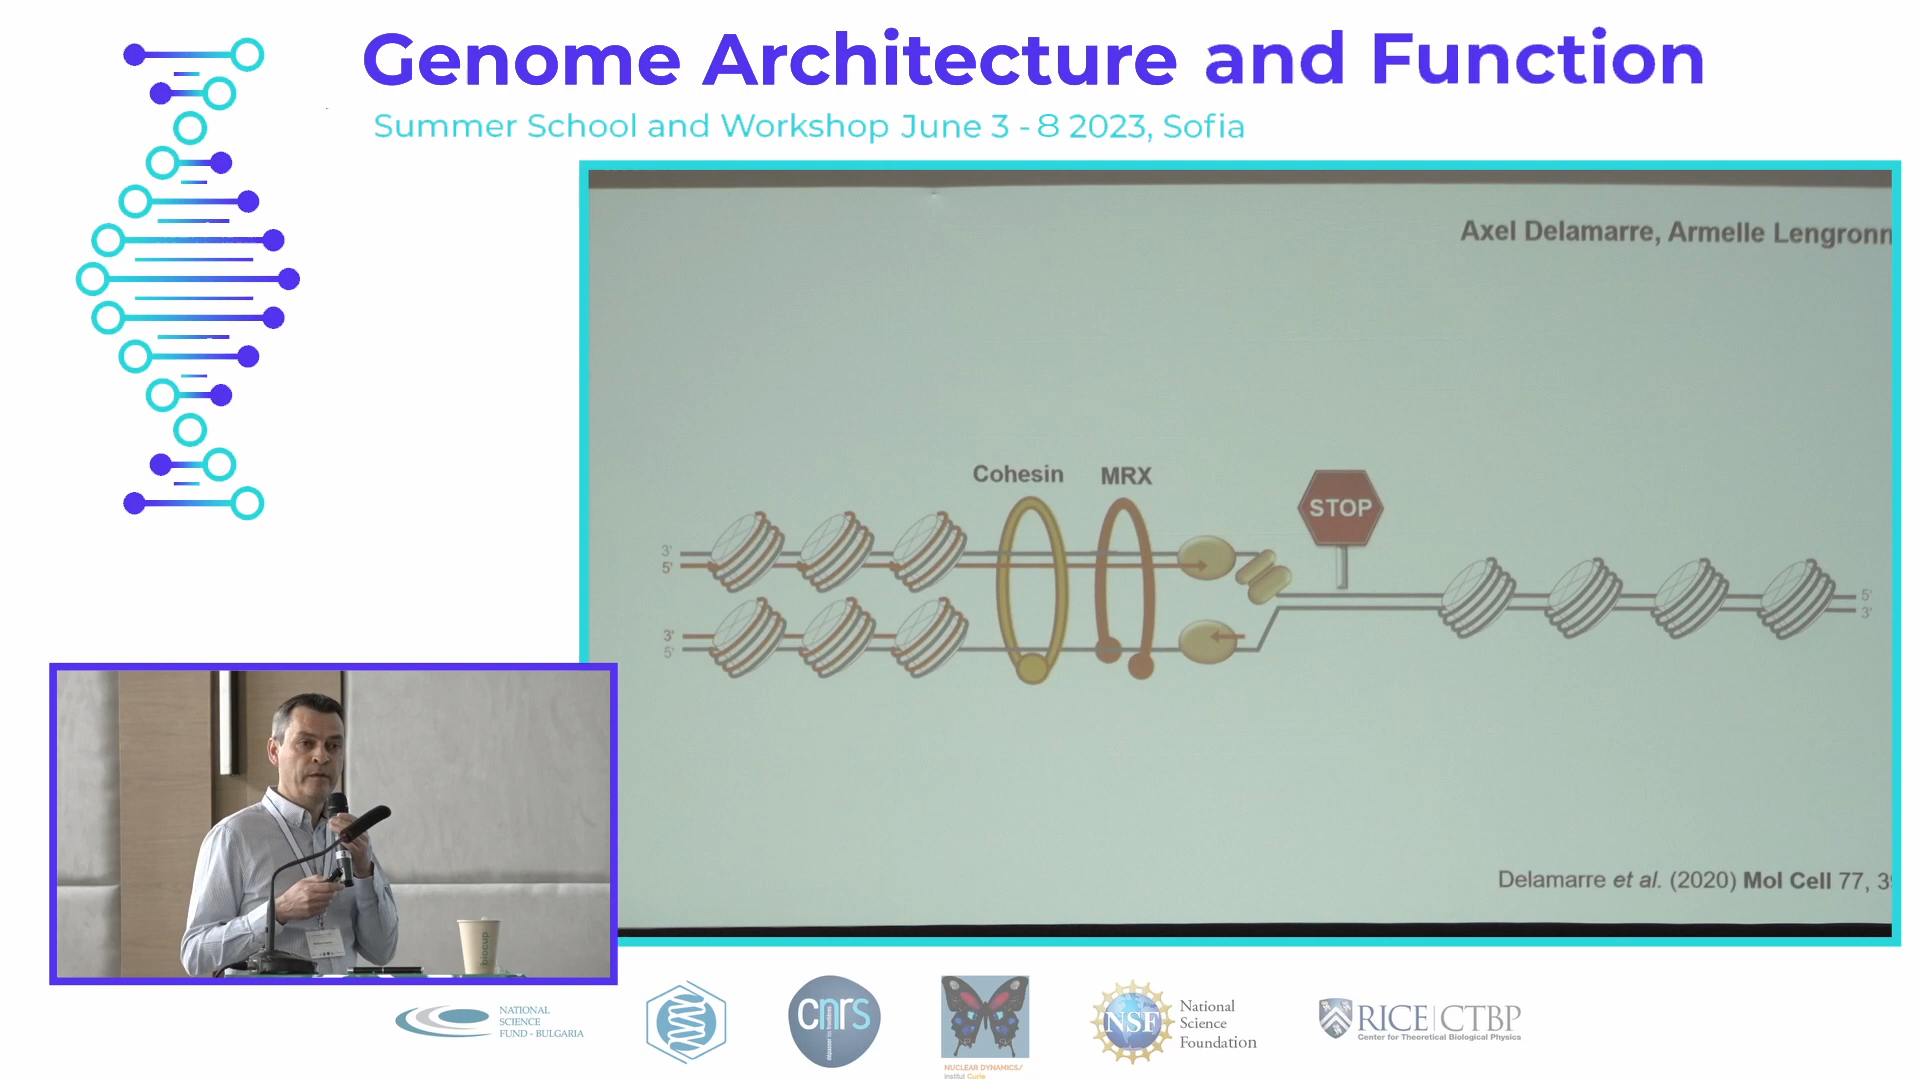 Genome Architecture and Function
Summer School and Workshop June 3 - 8 2023, Sofia
Axel Delamarre, Armelle Lengronn
Cohesin MRX
STOP
3'
5'
3'
5'
5'
3'
Delamarre et al. (2020) Mol Cell 77, 3
biocup
NATIONAL
SCIENCE
FUND - BULGARIA
cnrs
NUCLEAR DYNAMICS/
institut Curie
NSF
National
Science
Foundation
RICE | CTBP
Center for Theoretical Biological Physics